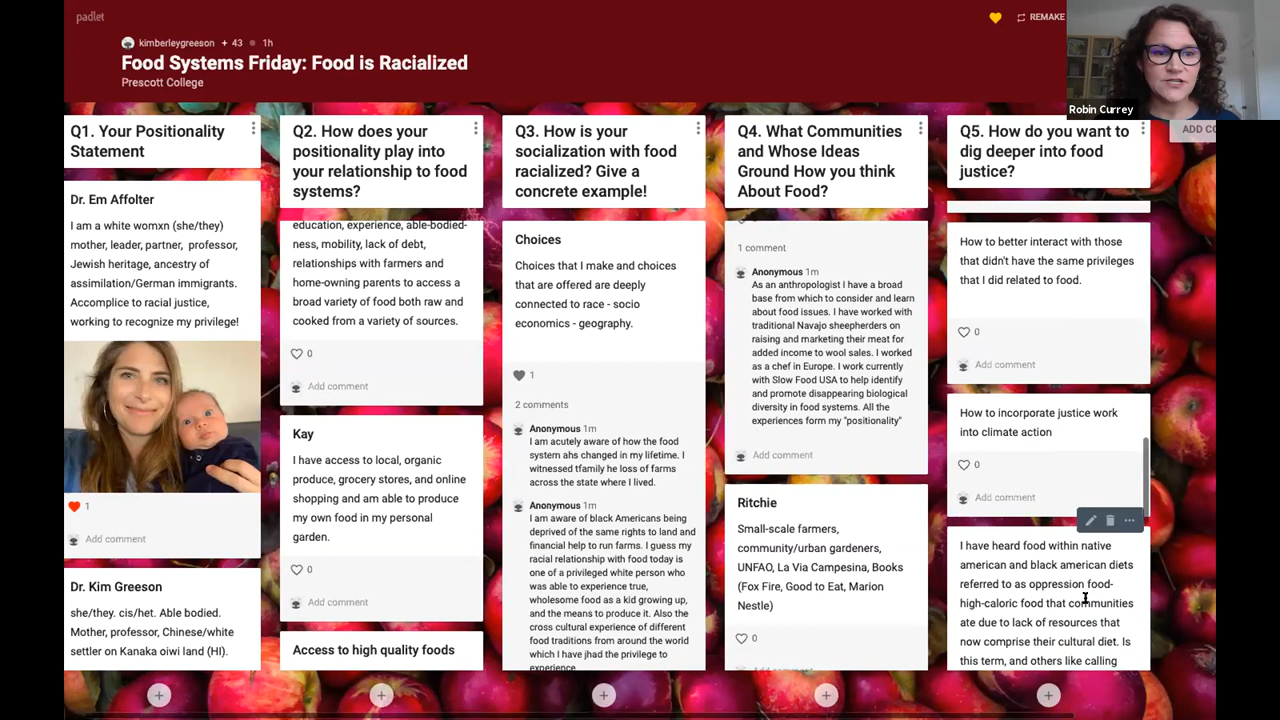 padlet
REMAKE
kimberleygreeson + 43 1h
Food Systems Friday: Food is Racialized
Prescott College
Robin Currey
ADD CO
Q1. Your Positionality
Statement
Dr. Em Affolter
I am a white womxn (she/they)
mother, leader, partner, professor,
Jewish heritage, ancestry of
assimilation/German immigrants.
Accomplice to racial justice,
working to recognize my privilege!
1
Add comment
Dr. Kim Greeson
she/they. cis/het. Able bodied.
Mother, professor, Chinese/white
settler on Kanaka oiwi land (HI).
Q2. How does your
positionality play into
your relationship to food
systems?
education, experience, able-bodied-
ness, mobility, lack of debt,
relationships with farmers and
home-owning parents to access a
broad variety of food both raw and
cooked from a variety of sources.
0
Add comment
Kay
I have access to local, organic
produce, grocery stores, and online
shopping and am able to produce
my own food in my personal
garden.
0
Add comment
Access to high quality foods
Q3. How is your
socialization with food
racialized? Give a
concrete example!
Choices
Choices that I make and choices
that are offered are deeply
connected to race - socio
economics - geography.
1
2 comments
Anonymous 1m
I am acutely aware of how the food
system ahs changed in my lifetime. I
witnessed tfamily he loss of farms
across the state where I lived.
Anonymous 1m
I am aware of black Americans being
deprived of the same rights to land and
financial help to run farms. I guess my
racial relationship with food today is
one of a privileged white person who
was able to experience true,
wholesome food as a kid growing up,
and the means to produce it. Also the
cross cultural experience of different
food traditions from around the world
which I have jhad the privilege to
experience
Q4. What Communities
and Whose Ideas
Ground How you think
About Food?
1 comment
Anonymous 1m
As an anthropologist I have a broad
base from which to consider and learn
about food issues. I have worked with
traditional Navajo sheepherders on
raising and marketing their meat for
added income to wool sales. I worked
as a chef in Europe. I work currently
with Slow Food USA to help identify
and promote disappearing biological
diversity in food systems. All the
experiences form my "positionality"
Add comment
Ritchie
Small-scale farmers,
community/urban gardeners,
UNFAO, La Via Campesina, Books
(Fox Fire, Good to Eat, Marion
Nestle)
0
Q5. How do you want to
dig deeper into food
justice?
How to better interact with those
that didn't have the same privileges
that I did related to food.
0
Add comment
How to incorporate justice work
into climate action
0
Add comment
I have heard food within native
american and black american diets
referred to as oppression food-
high-caloric food that communities
ate due to lack of resources that
now comprise their cultural diet. Is
this term, and others like calling